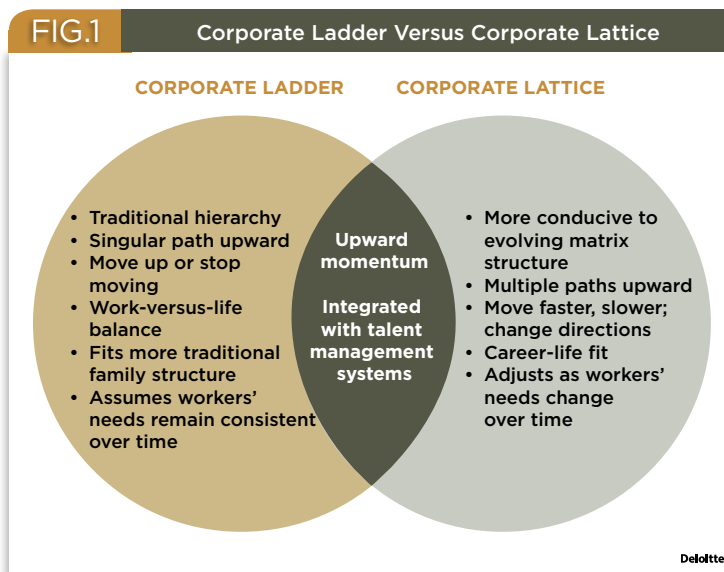 FIG.1
Corporate Ladder Versus Corporate Lattice
CORPORATE LADDER
CORPORATE LATTICE
• Traditional hierarchy
• Singular path upward
• Move up or stop
moving
• Work-versus-life
balance
• Fits more traditional
family structure
• Assumes workers’
needs remain consistent
over time
Upward
momentum
Integrated
with talent
management
systems
• More conducive to
evolving matrix
structure
• Multiple paths upward
• Move faster, slower;
change directions
• Career-life fit
• Adjusts as workers’
needs change
over time
Deloitte